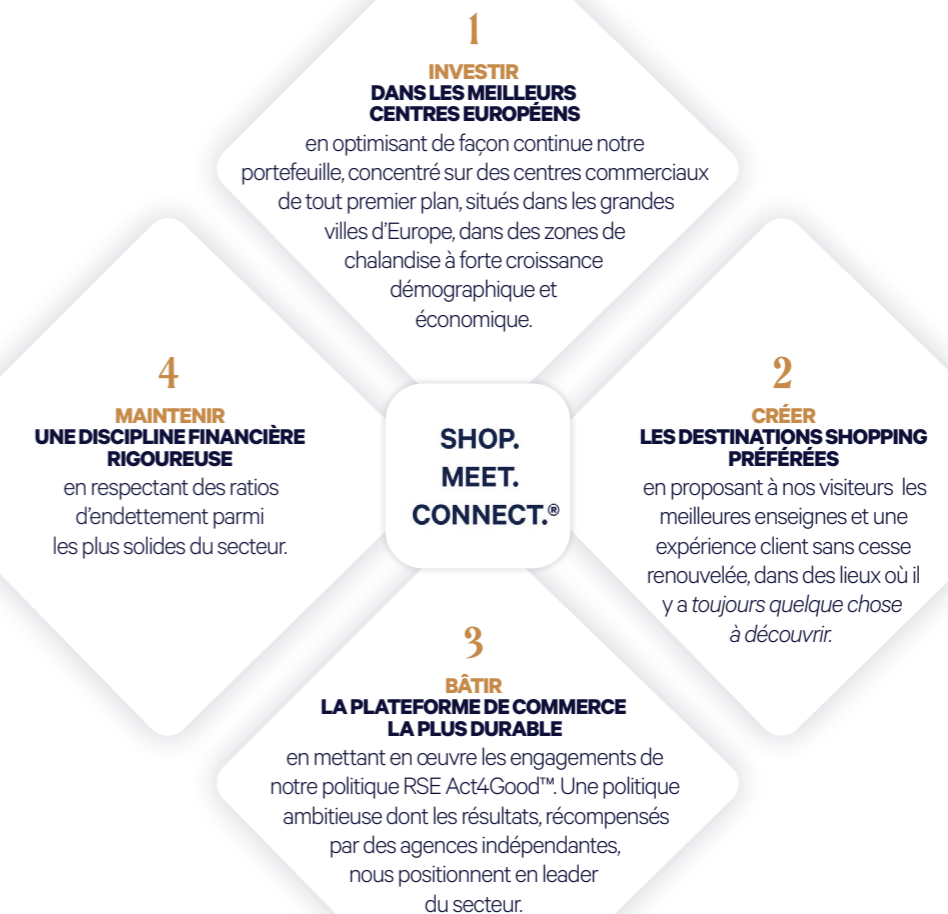 1
INVESTIR
DANS LES MEILLEURS
CENTRES EUROPÉENS
en optimisant de façon continue notre
portefeuille, concentré sur des centres commerciaux
de tout premier plan, situés dans les grandes
villes d'Europe, dans des zones de
chalandise à forte croissance
démographique et
économique.
2
CRÉER
LES DESTINATIONS SHOPPING
PRÉFÉRÉES
en proposant à nos visiteurs les
meilleures enseignes et une
expérience client sans cesse
renouvelée, dans des lieux où il
y a toujours quelque chose
à découvrir.
3
BÂTIR
LA PLATEFORME DE COMMERCE
LA PLUS DURABLE
en mettant en œuvre les engagements de
notre politique RSE Act4Good™. Une politique
ambitieuse dont les résultats, récompensés
par des agences indépendantes,
nous positionnent en leader
du secteur.
4
MAINTENIR
UNE DISCIPLINE FINANCIÈRE
RIGOUREUSE
en respectant des ratios
d'endettement parmi
les plus solides du secteur.
SHOP.
MEET.
CONNECT.®